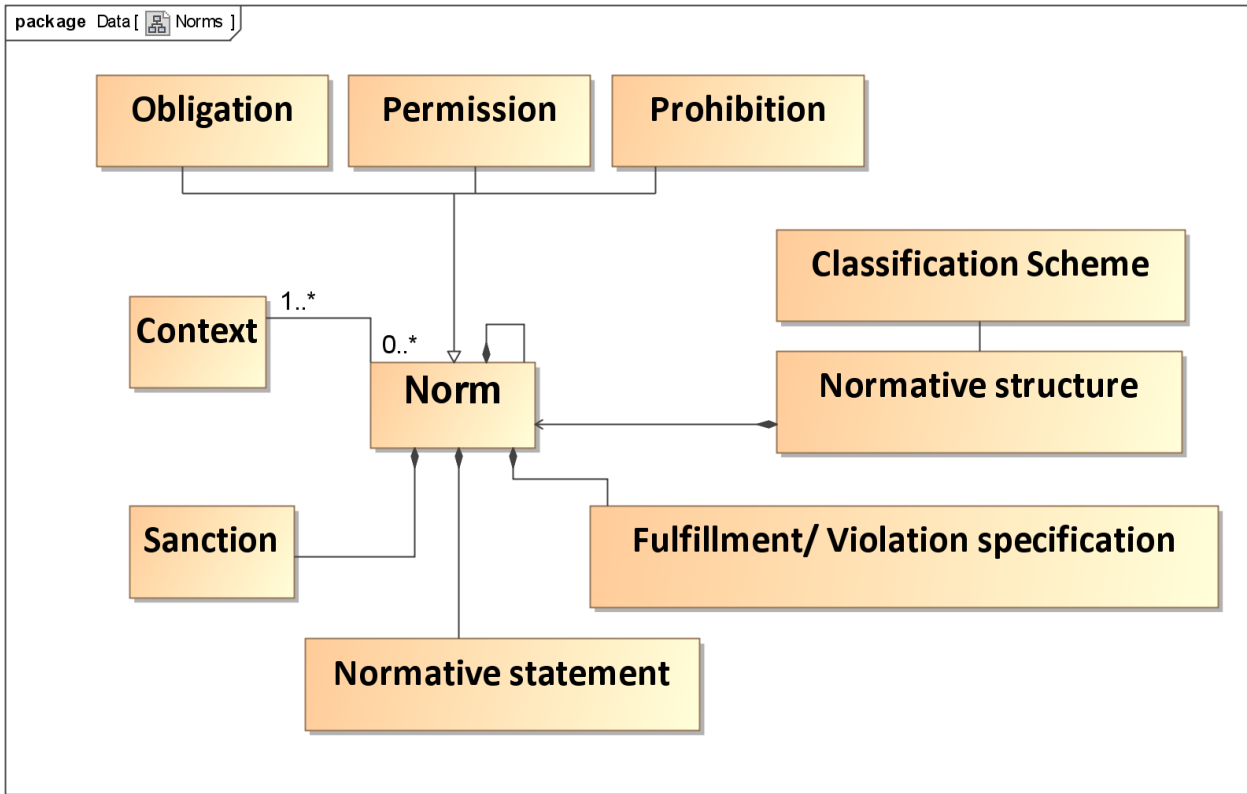 package Data [ Norms ]
Obligation
Permission
Prohibition
Classification Scheme
1..*
Context
0..*
Norm
Normative structure
Sanction
Fulfillment/ Violation specification
Normative statement